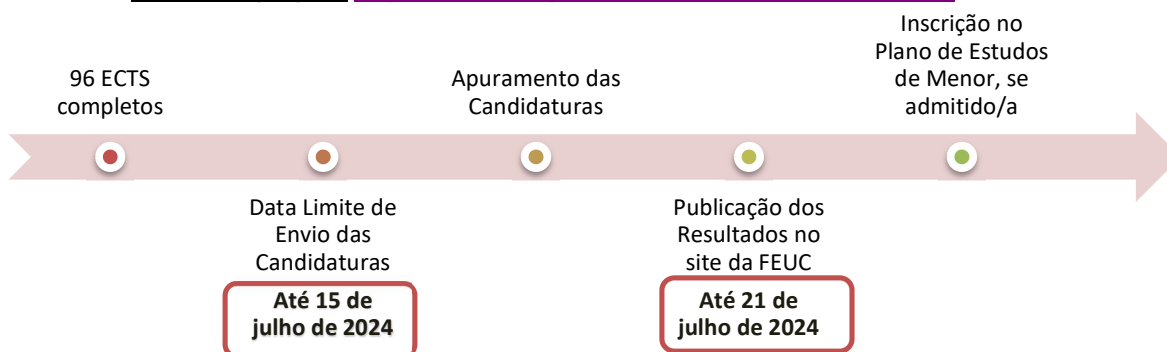 96 ECTS
completos
Data Limite de
Envio das
Candidaturas
Até 15 de
julho de 2024
Apuramento das
Candidaturas
Publicação dos
Resultados no
site da FEUC
Até 21 de
julho de 2024
Inscrição no
Plano de Estudos
de Menor, se
admitido/a